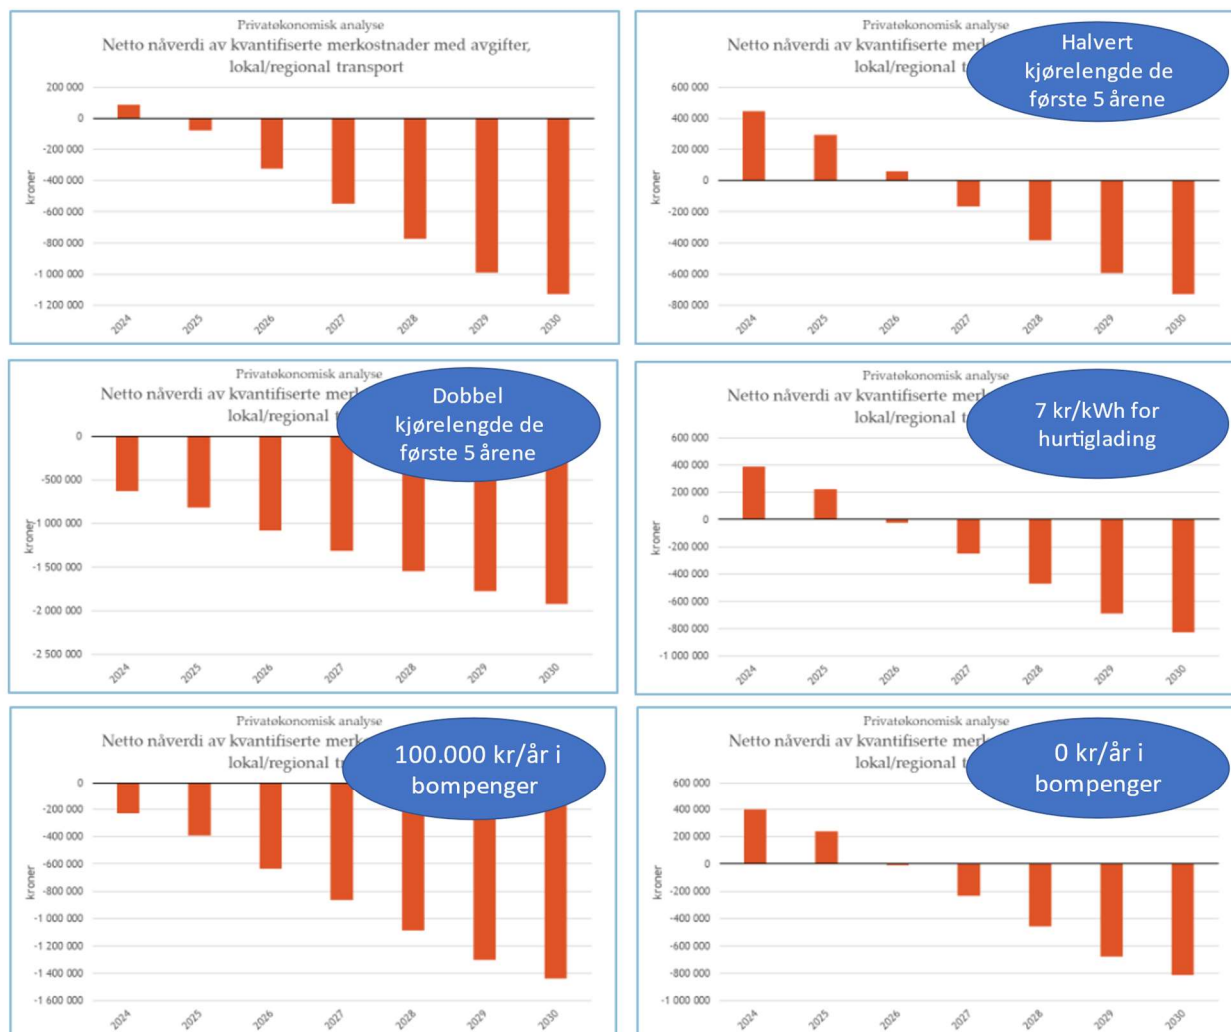 Privatøkonomisk analyse
Netto nåverdi av kvantifiserte merkostnader med avgifter,
lokal/regional transport
200 000
0
-200 000
-400 000
-600 000
-800 000
-1 000 000
-1 200 000
kroner
2024
2025
2026
2027
2028
2029
2030
Privatøkonomisk analyse
Netto nåverdi av kvantifiserte
lokal/regional
Halvert
kjørelengde de
første 5 årene
600 000
400 000
200 000
0
-200 000
-400 000
-600 000
-800 000
kroner
2024
2025
2026
2027
2028
2029
2030
Privatøkonomisk analyse
Netto nåverdi av kvantifiserte
lokal/regional
Dobbel
kjørelengde de
første 5 årene
0
-500 000
-1 000 000
-1 500 000
-2 000 000
-2 500 000
kroner
2024
2025
2026
2027
2028
2029
2030
Privatøkonomisk analyse
Netto nåverdi av kvantifiserte
lokal/regional
7 kr/kWh for
hurtiglading
600 000
400 000
200 000
0
-200 000
-400 000
-600 000
-800 000
-1 000 000
kroner
2024
2025
2026
2027
2028
2029
2030
Privatøkonomisk analyse
Netto nåverdi av kvantifiserte
lokal/regional
100.000 kr/år i
bompenger
0
-200 000
-400 000
-600 000
-800 000
-1 000 000
-1 200 000
-1 400 000
-1 600 000
kroner
2024
2025
2026
2027
2028
2029
2030
Privatøkonomisk analyse
Netto nåverdi av kvantifiserte
lokal/regional
0 kr/år i
bompenger
600 000
400 000
200 000
0
-200 000
-400 000
-600 000
-800 000
-1 000 000
kroner
2024
2025
2026
2027
2028
2029
2030